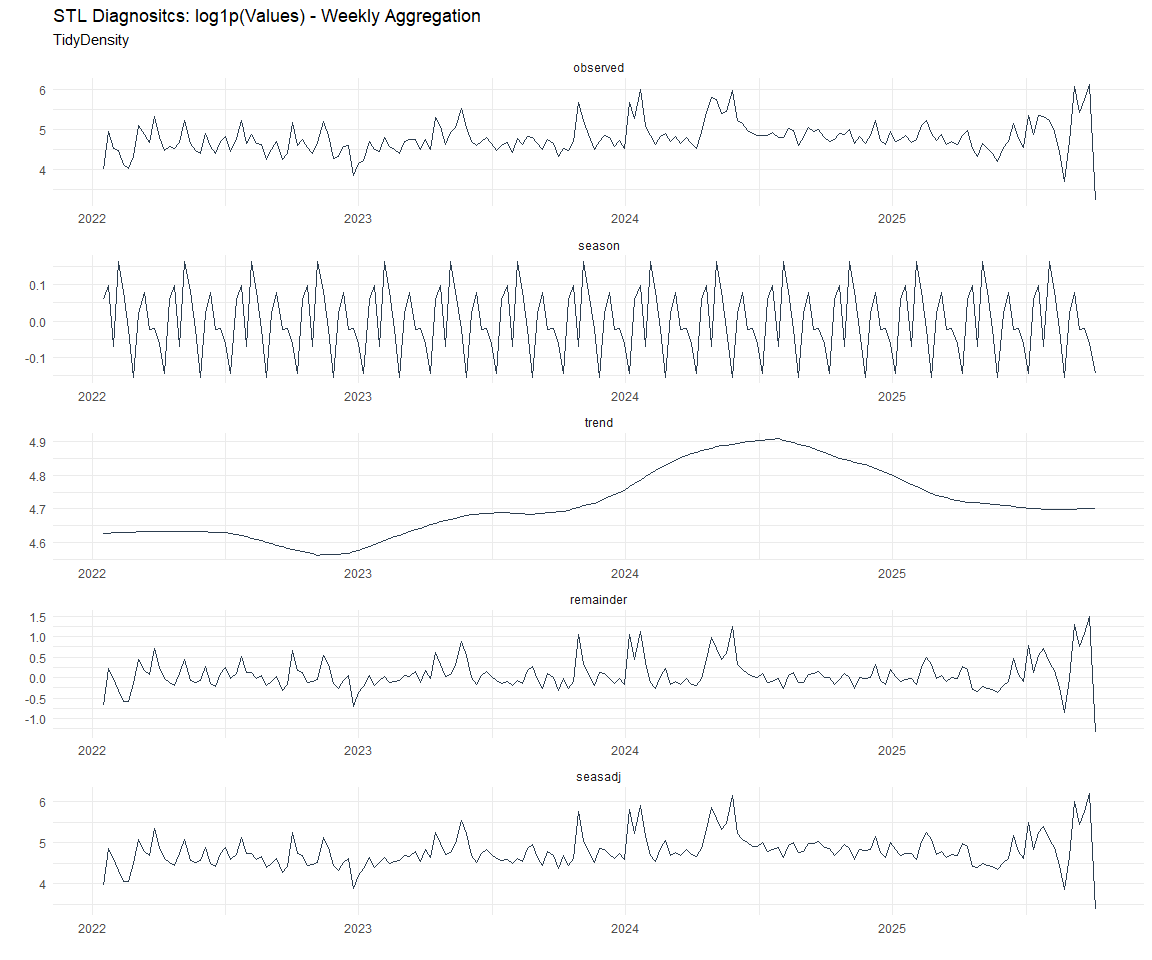 STL Diagnositcs: log1p(Values) - Weekly Aggregation
TidyDensity
observed
6
5
4
2022 2023 2024 2025
season
0.1
0.0
-0.1
2022 2023 2024 2025
trend
4.9
4.8
4.7
4.6
2022 2023 2024 2025
remainder
1.5
1.0
0.5
0.0
-0.5
-1.0
2022 2023 2024 2025
seasadj
6
5
4
2022 2023 2024 2025